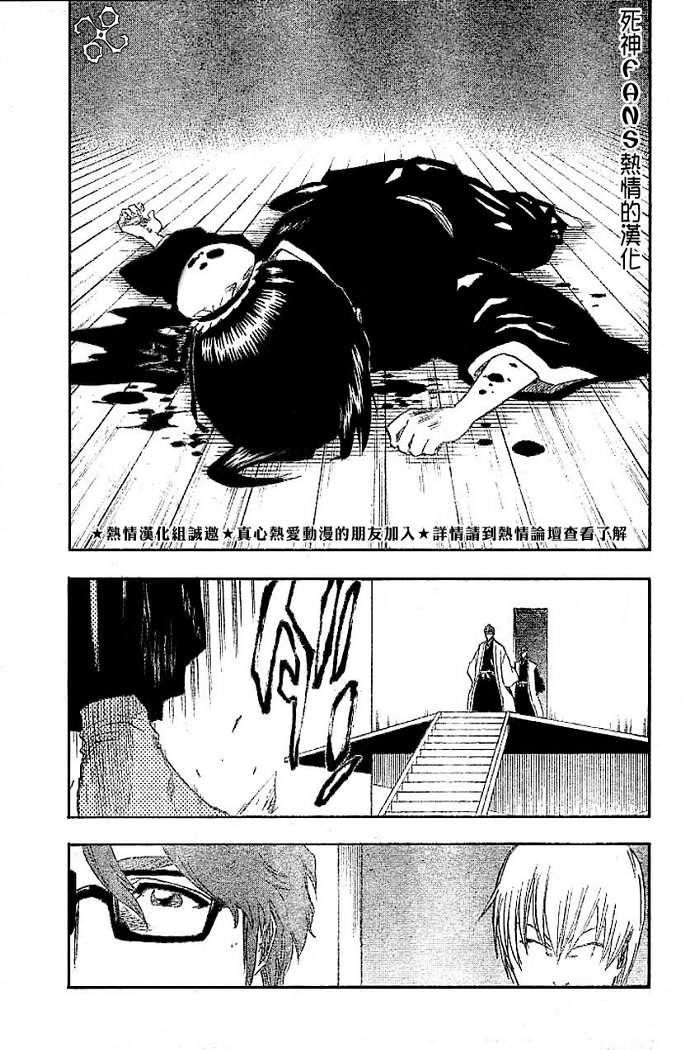 死神FANS熱情的漢化
★熱情漢化組誠邀★真心熱愛動漫的朋友加入★詳情請到熱情論壇查看了解